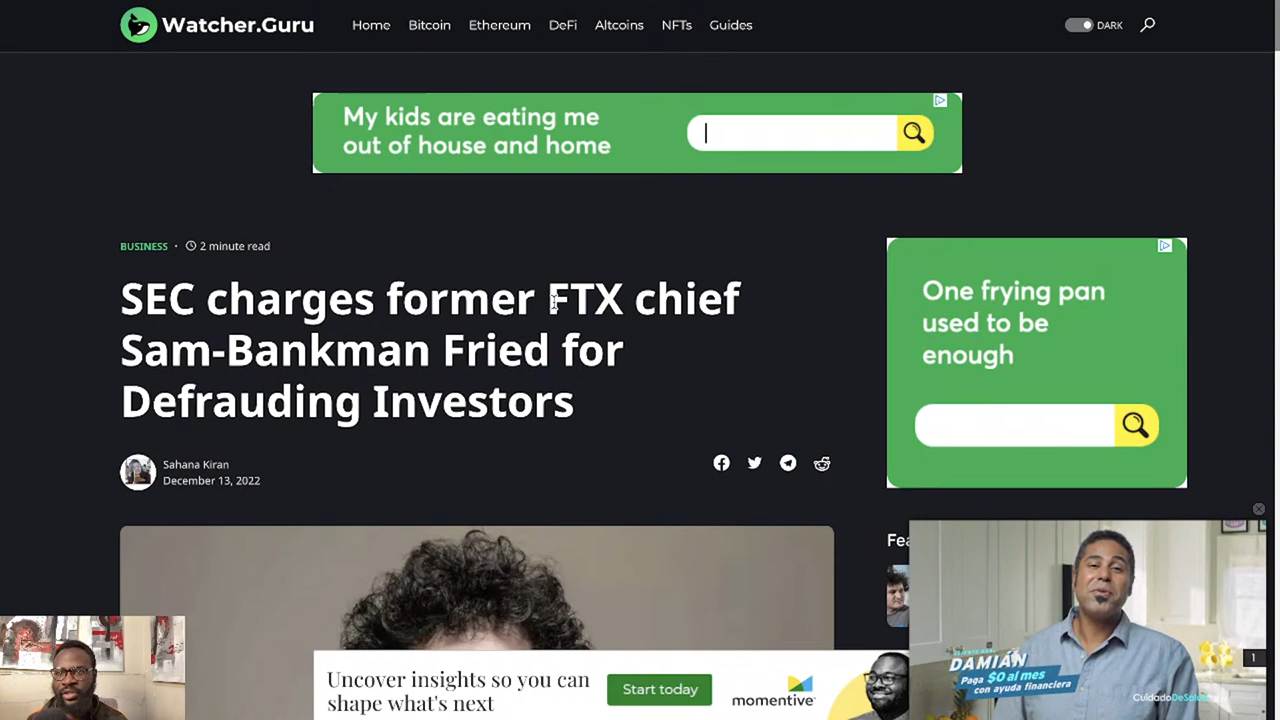 Watcher.Guru
Home Bitcoin Ethereum DeFi Altcoins NFTs Guides
DARK
My kids are eating me
out of house and home
BUSINESS · 2 minute read
SEC charges former FTX chief
Sam-Bankman Fried for
Defrauding Investors
Sahana Kiran
December 13, 2022
One frying pan
used to be
enough
Fea
DAMIÁN
Paga $0 al mes
con ayuda financiera
1
Uncover insights so you can
shape what's next
Start today
momentive